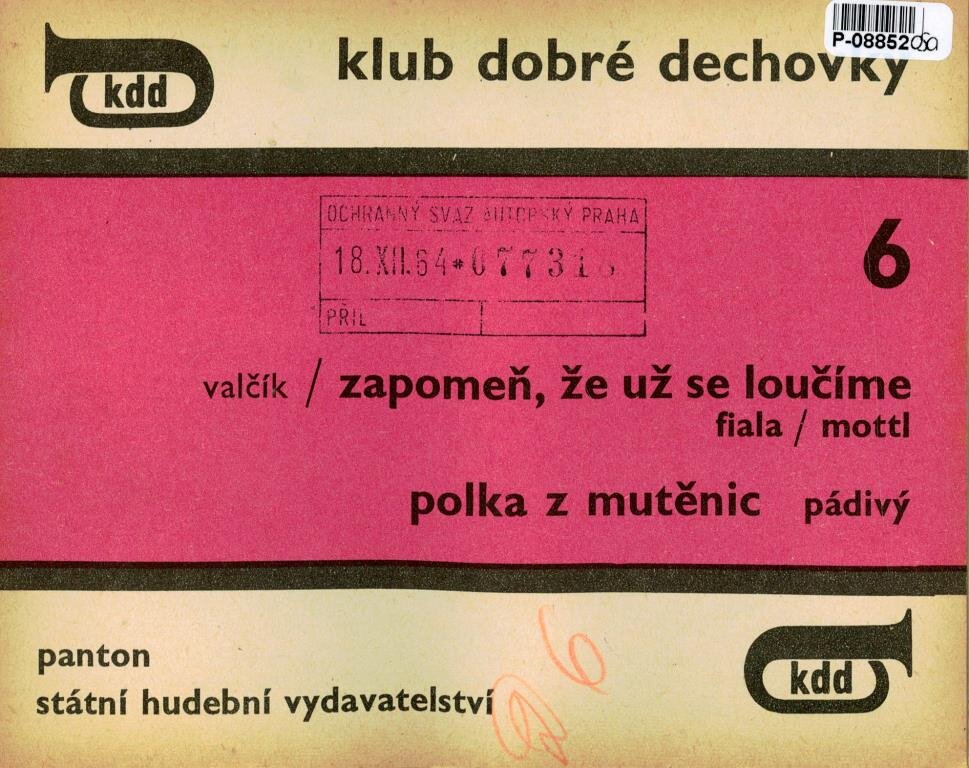 kdd
klub dobré dechovky
P-08852
OCHRANNÝ SVAZ AUTORSKÝ PRAHA
18.XII.64*07731
6
PŘIL
valčík / zapomeň, že už se loučíme
fiala / mottl
polka z mutěnic pádivý
panton
státní hudební vydavatelství
kdd